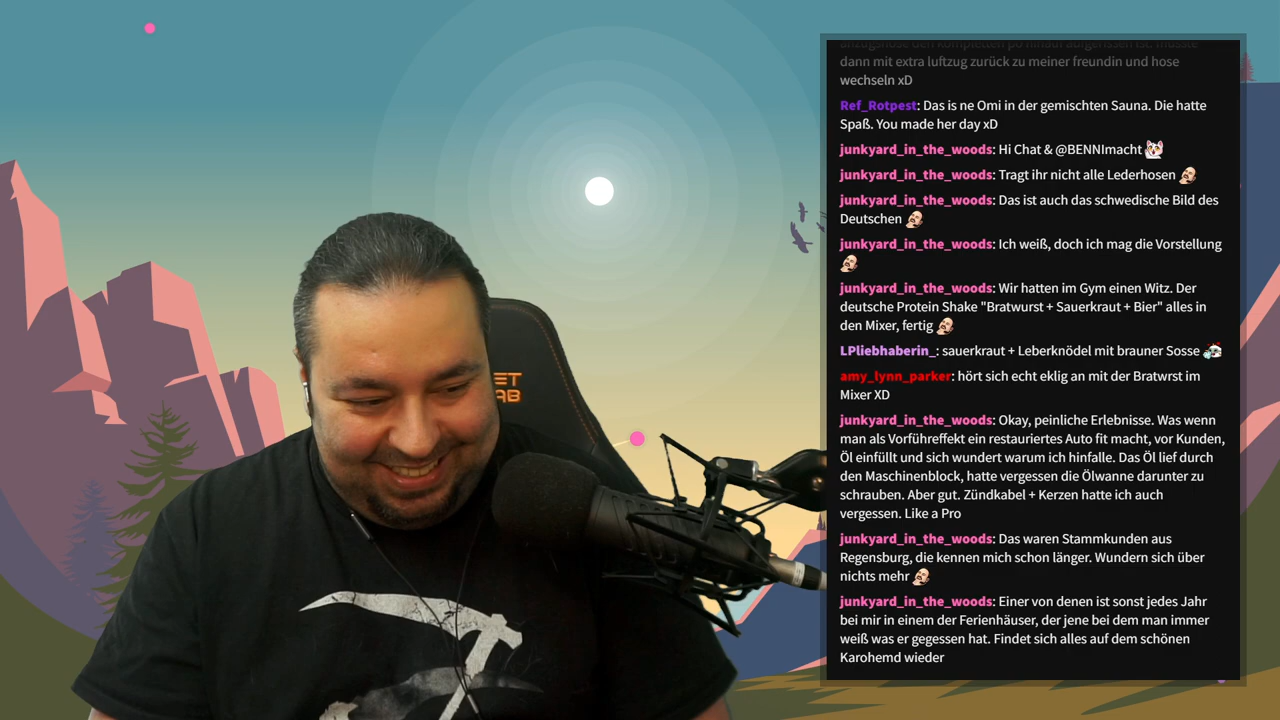 anzugshose den kompletten po hinauf aufgerissen ist. musste
dann mit extra luftzug zurück zu meiner freundin und hose
wechseln xD
Ref_Rotpest: Das is ne Omi in der gemischten Sauna. Die hatte
Spaß. You made her day xD
junkyard_in_the_woods: Hi Chat & @BENNImacht
junkyard_in_the_woods: Tragt ihr nicht alle Lederhosen
junkyard_in_the_woods: Das ist auch das schwedische Bild des
Deutschen
junkyard_in_the_woods: Ich weiß, doch ich mag die Vorstellung
junkyard_in_the_woods: Wir hatten im Gym einen Witz. Der
deutsche Protein Shake "Bratwurst + Sauerkraut + Bier" alles in
den Mixer, fertig
LPliebhaberin_: sauerkraut + Leberknödel mit brauner Sosse
amy_lynn_parker: hört sich echt eklig an mit der Bratwrst im
Mixer XD
junkyard_in_the_woods: Okay, peinliche Erlebnisse. Was wenn
man als Vorführeffekt ein restauriertes Auto fit macht, vor Kunden,
Öl einfüllt und sich wundert warum ich hinfalle. Das Öl lief durch
den Maschinenblock, hatte vergessen die Ölwanne darunter zu
schrauben. Aber gut. Zündkabel + Kerzen hatte ich auch
vergessen. Like a Pro
junkyard_in_the_woods: Das waren Stammkunden aus
Regensburg, die kennen mich schon länger. Wundern sich über
nichts mehr
junkyard_in_the_woods: Einer von denen ist sonst jedes Jahr
bei mir in einem der Ferienhäuser, der jene bei dem man immer
weiß was er gegessen hat. Findet sich alles auf dem schönen
Karohemd wieder